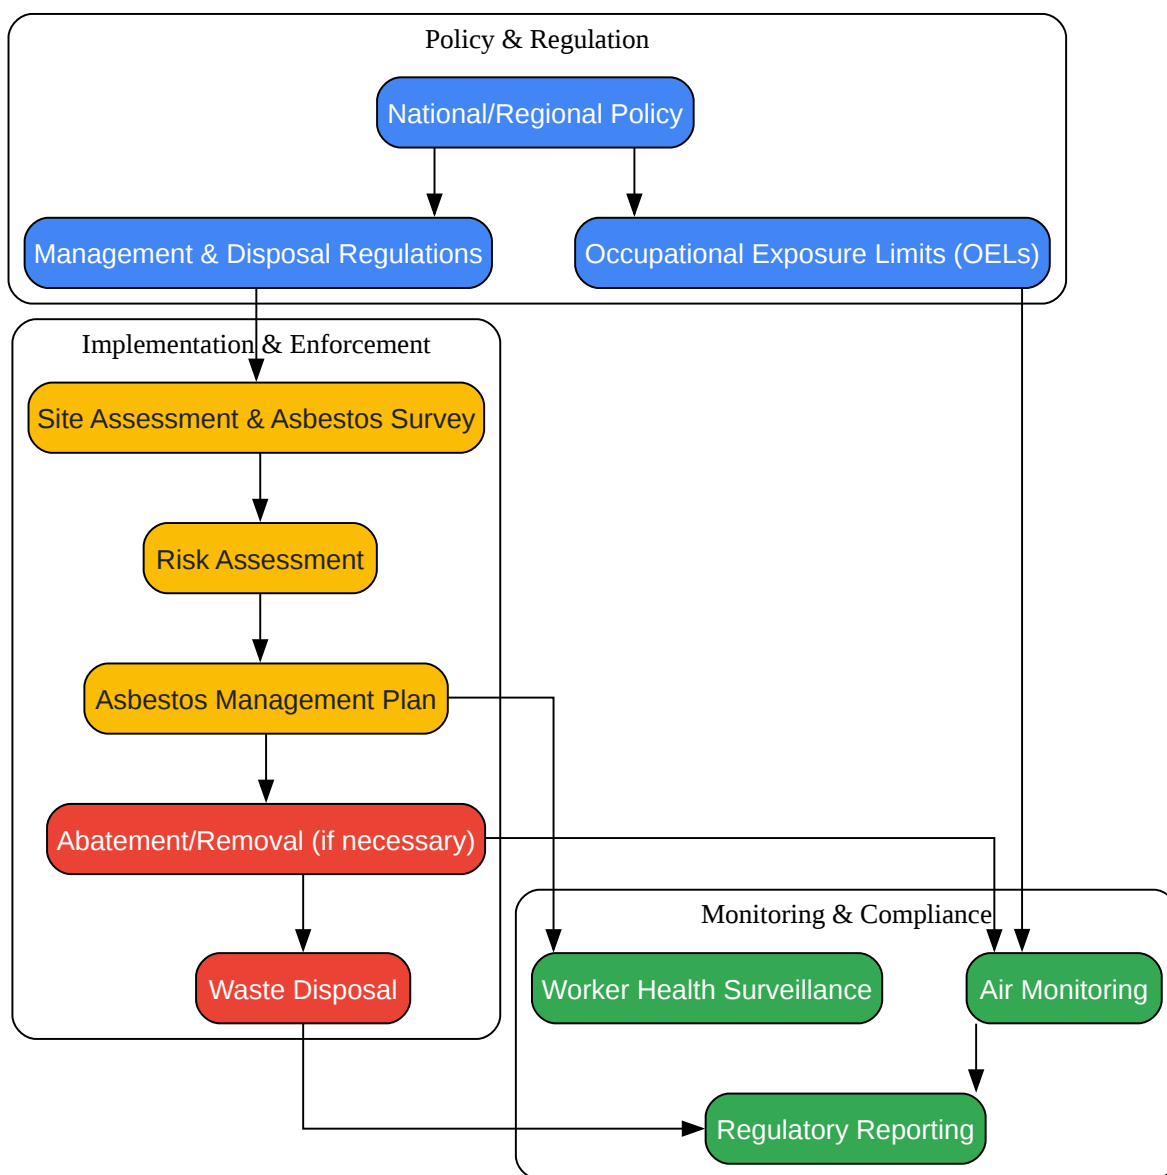 Policy & Regulation
National/Regional Policy
Management & Disposal Regulations
Occupational Exposure Limits (OELs)
Implementation & Enforcement
Site Assessment & Asbestos Survey
Risk Assessment
Asbestos Management Plan
Abatement/Removal (if necessary)
Monitoring & Compliance
Waste Disposal
Worker Health Surveillance
Air Monitoring
Regulatory Reporting